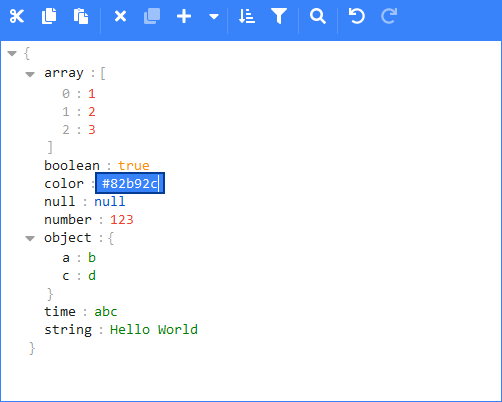 {
array : [
0 : 1
1 : 2
2 : 3
]
boolean : true
color : #82b92c
null : null
number : 123
object : {
a : b
c : d
}
time : abc
string : Hello World
}